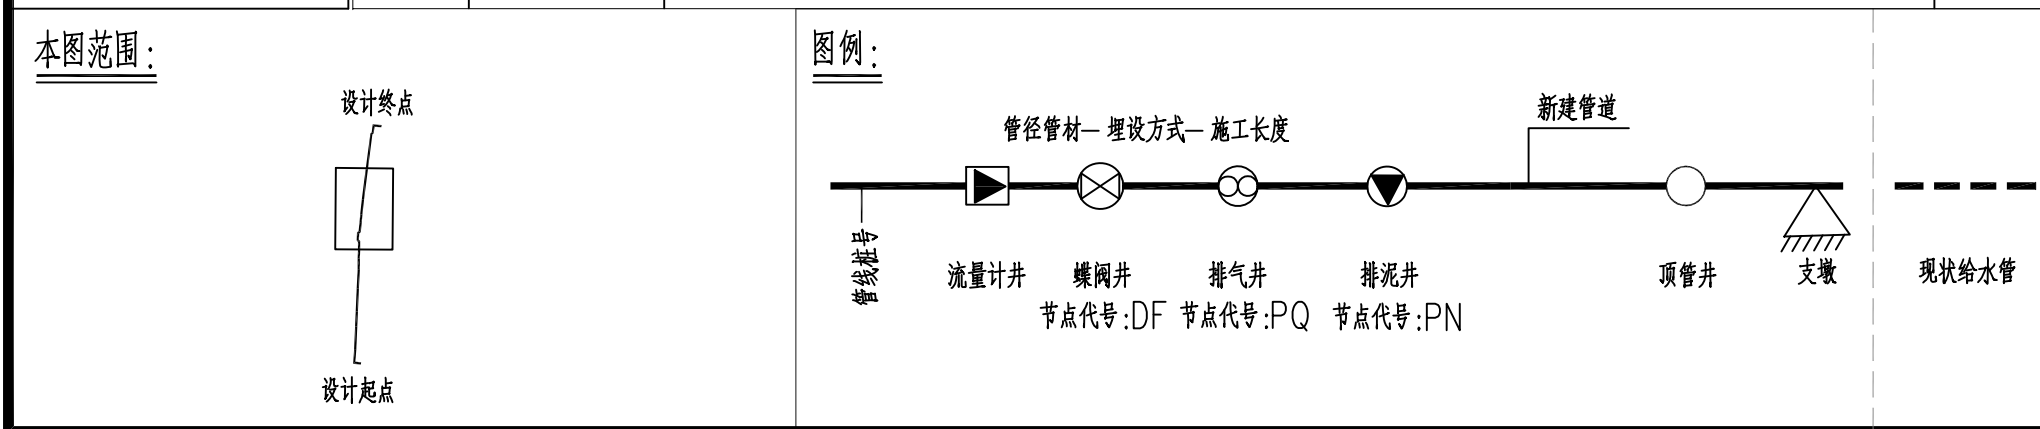 本图范围:
设计终点
设计起点
图例:
管径管材—埋设方式—施工长度
新建管道
管线桩号
流量计井
蝶阀井
节点代号:DF
排气井
节点代号:PQ
排泥井
节点代号:PN
顶管井
支墩
现状给水管